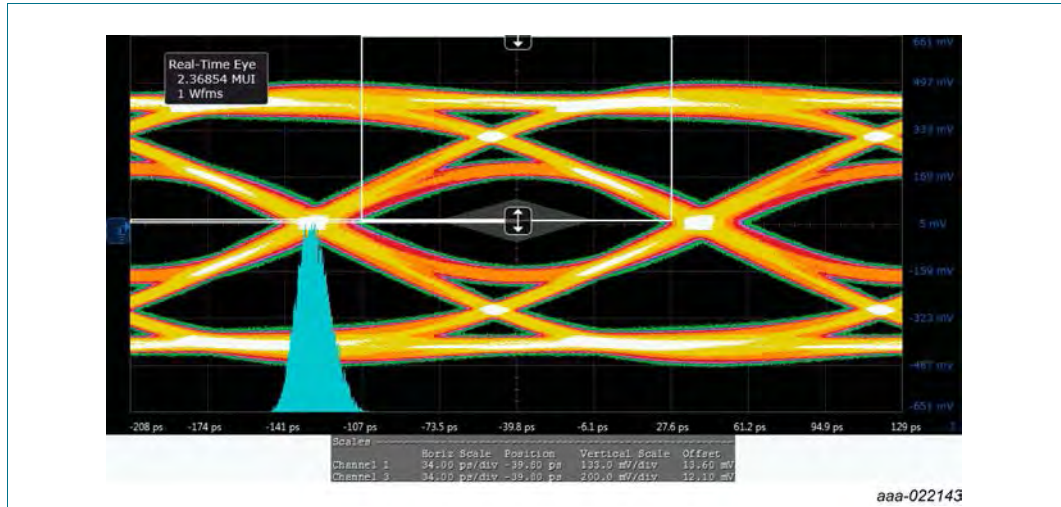 Real-Time Eye
2.36854 MUI
1 Wfms
661 mV
497 mV
333 mV
169 mV
5 mV
-159 mV
-323 mV
-487 mV
-651 mV
-208 ps -174 ps -141 ps -107 ps -73.5 ps -39.8 ps -6.1 ps 27.6 ps 61.2 ps 94.9 ps 129 ps
Scales
Horiz Scale Position Vertical Scale Offset
Channel 1 34.00 ps/div -39.80 ps 133.0 mV/div 13.60 mV
Channel 3 34.00 ps/div -39.80 ps 200.0 mV/div 12.10 mV
aaa-022143